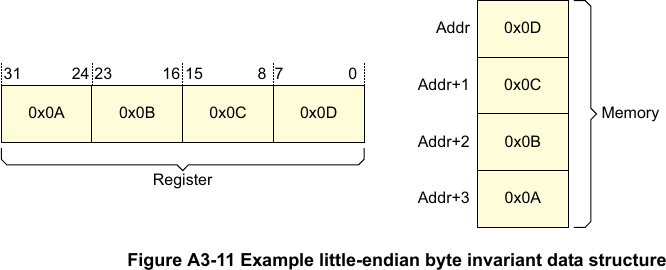 31 24 23 16 15 8 7 0
0x0A 0x0B 0x0C 0x0D
Register
Addr 0x0D
Addr+1 0x0C
Addr+2 0x0B
Addr+3 0x0A
Memory
Figure A3-11 Example little-endian byte invariant data structure